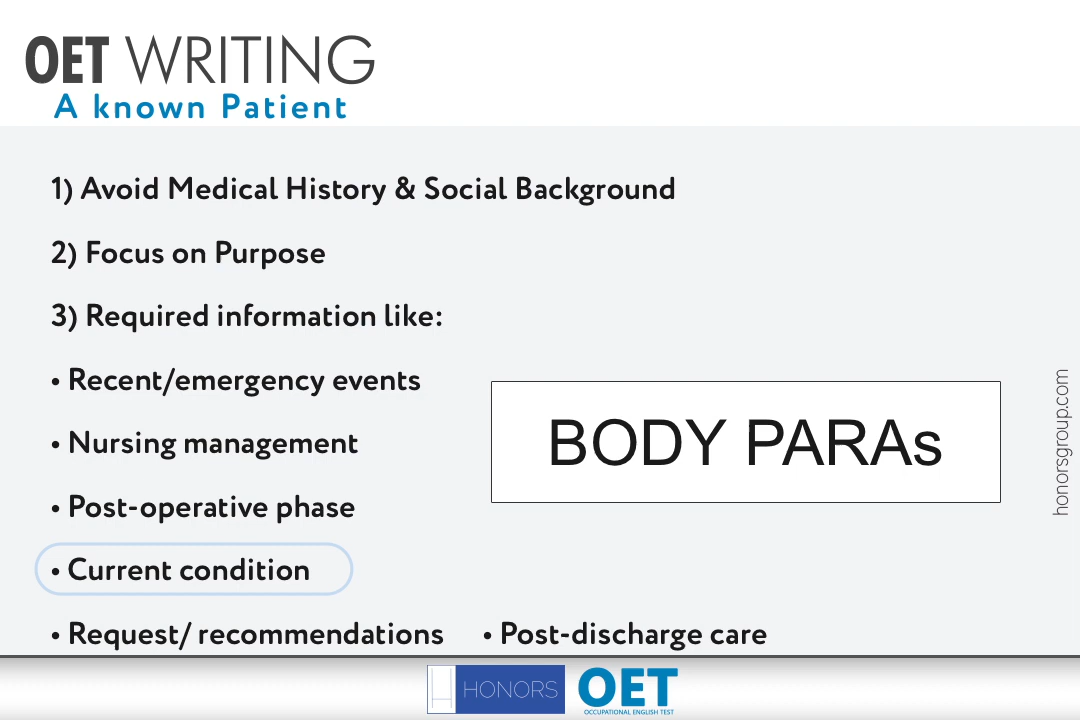 OET WRITING
A known Patient
1) Avoid Medical History & Social Background
2) Focus on Purpose
3) Required information like:
• Recent/emergency events
• Nursing management
• Post-operative phase
• Current condition
• Request/ recommendations • Post-discharge care
BODY PARAs
honorsgroup.com
HONORS
OET
OCCUPATIONAL ENGLISH TEST